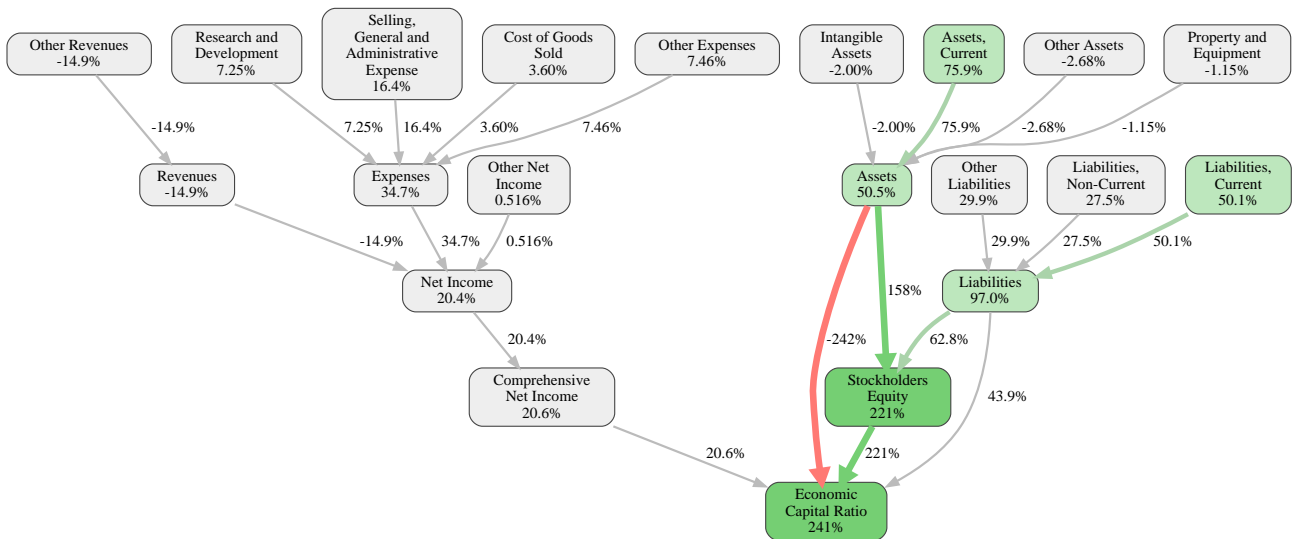 Other Revenues
-14.9%
Research and
Development
7.25%
Selling,
General and
Administrative
Expense
16.4%
Cost of Goods
Sold
3.60%
Other Expenses
7.46%
Intangible
Assets
-2.00%
Assets,
Current
75.9%
Other Assets
-2.68%
Property and
Equipment
-1.15%
-14.9%
7.25%
16.4%
3.60%
7.46%
-2.00%
75.9%
-2.68%
-1.15%
Revenues
-14.9%
Expenses
34.7%
Other Net
Income
0.516%
Assets
50.5%
Other
Liabilities
29.9%
Liabilities,
Non-Current
27.5%
Liabilities,
Current
50.1%
-14.9%
34.7%
0.516%
29.9%
27.5%
50.1%
Net Income
20.4%
158%
Liabilities
97.0%
20.4%
-242%
62.8%
Comprehensive
Net Income
20.6%
Stockholders
Equity
221%
43.9%
20.6%
221%
Economic
Capital Ratio
241%